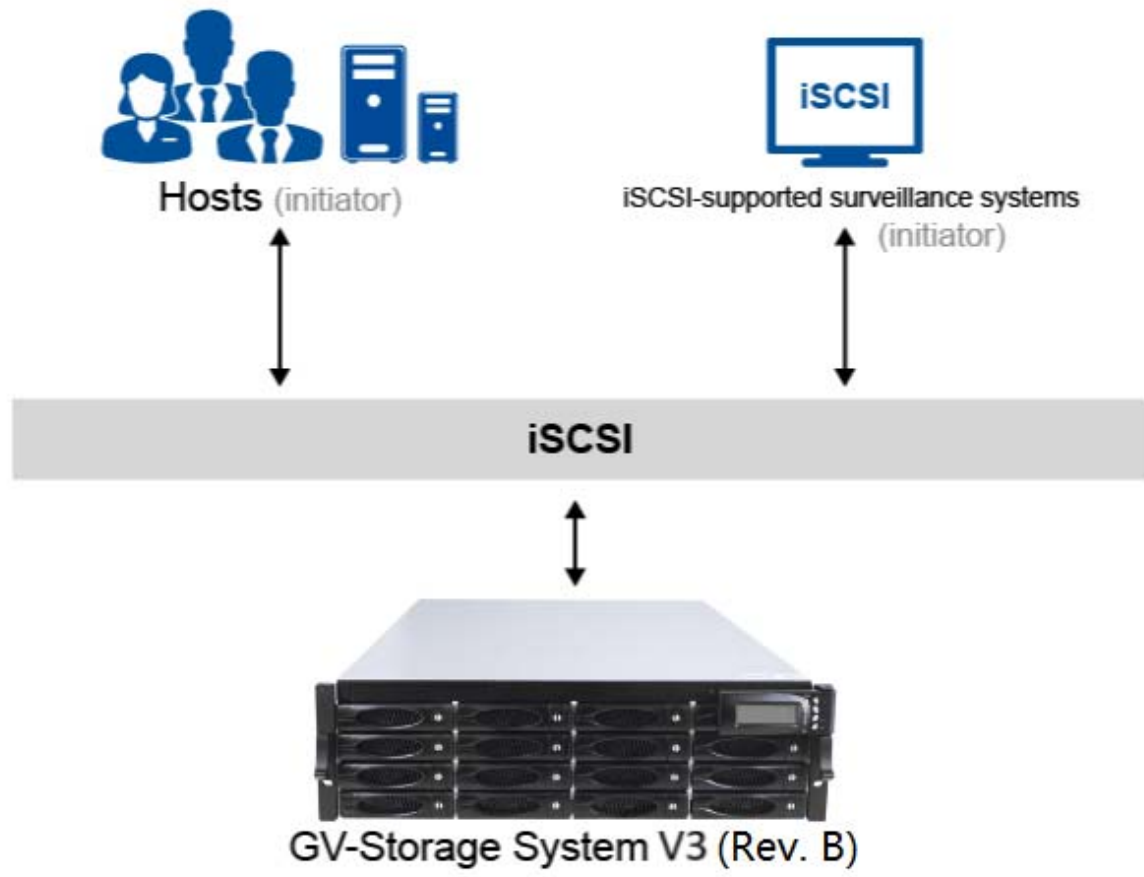 iSCSI
Hosts (initiator)
iSCSI-supported surveillance systems
(initiator)
iSCSI
GV-Storage System V3 (Rev. B)